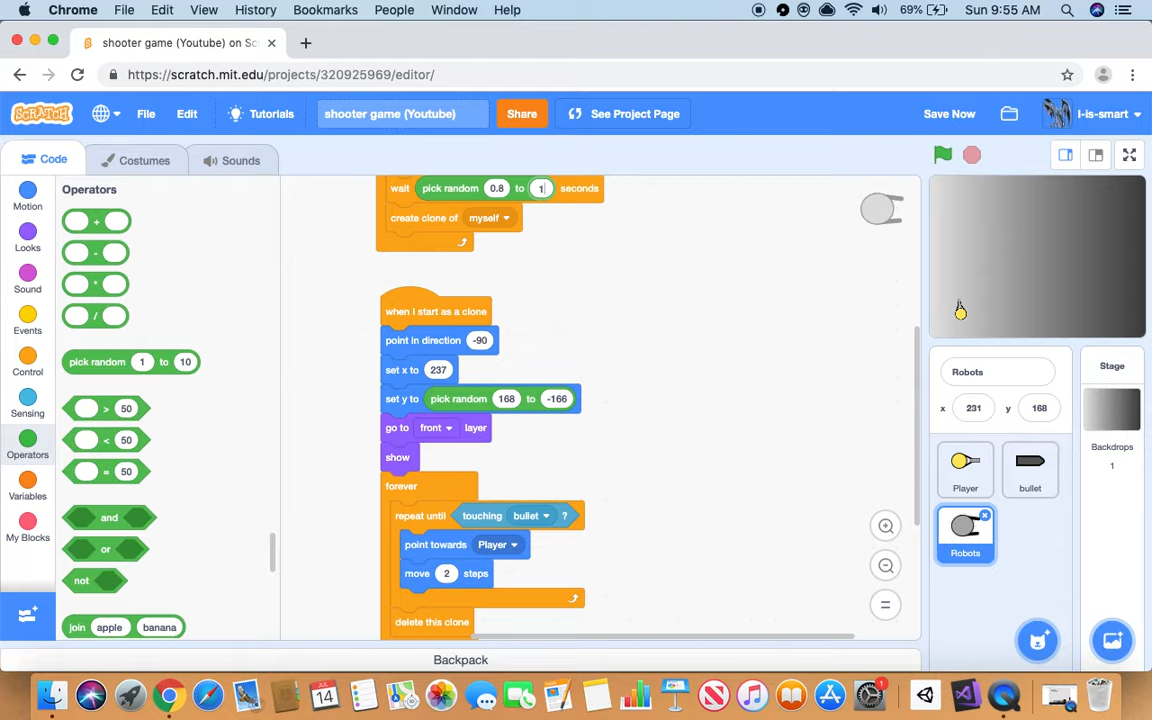 Chrome File Edit View History Bookmarks People Window Help 69% Sun 9:55 AM
shooter game (Youtube) on Sc
https://scratch.mit.edu/projects/320925969/editor/
SCRATCH File Edit Tutorials shooter game (Youtube) Share See Project Page Save Now I-is-smart
Code Costumes Sounds
Motion
Looks
Sound
Events
Control
Sensing
Operators
Variables
My Blocks
Operators
+
-
*
/
pick random 1 to 10
> 50
< 50
= 50
and
or
not
join apple banana
wait pick random 0.8 to 1 seconds
create clone of myself
when I start as a clone
point in direction -90
set x to 237
set y to pick random 168 to -166
go to front layer
show
forever
repeat until touching bullet ?
point towards Player
move 2 steps
delete this clone
Robots
x 231 y 168
Player
bullet
Robots
Stage
Backdrops
1
Backpack
JUL
14
1